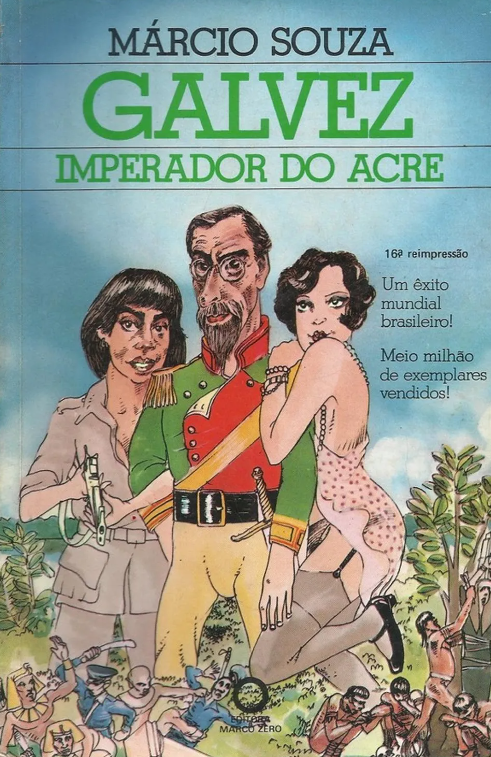 MÁRCIO SOUZA
GALVEZ
IMPERADOR DO ACRE
16ª reimpressão
Um êxito
mundial
brasileiro!
Meio milhão
de exemplares
vendidos!
EDITORA
MARCO ZERO